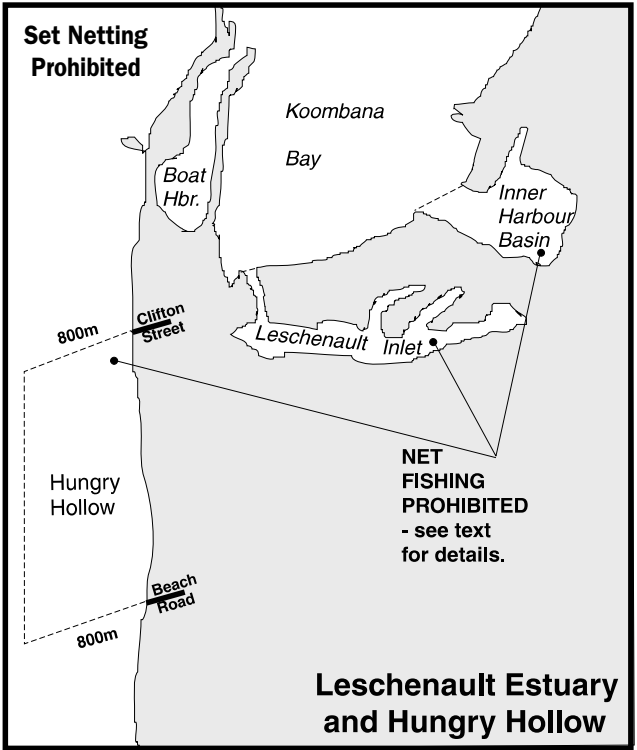 Set Netting
Prohibited
Koombana
Bay
Boat
Hbr.
Inner
Harbour
Basin
Clifton
Street
800m
Leschenault Inlet
Hungry
Hollow
NET
FISHING
PROHIBITED
- see text
for details.
Beach
Road
800m
Leschenault Estuary
and Hungry Hollow